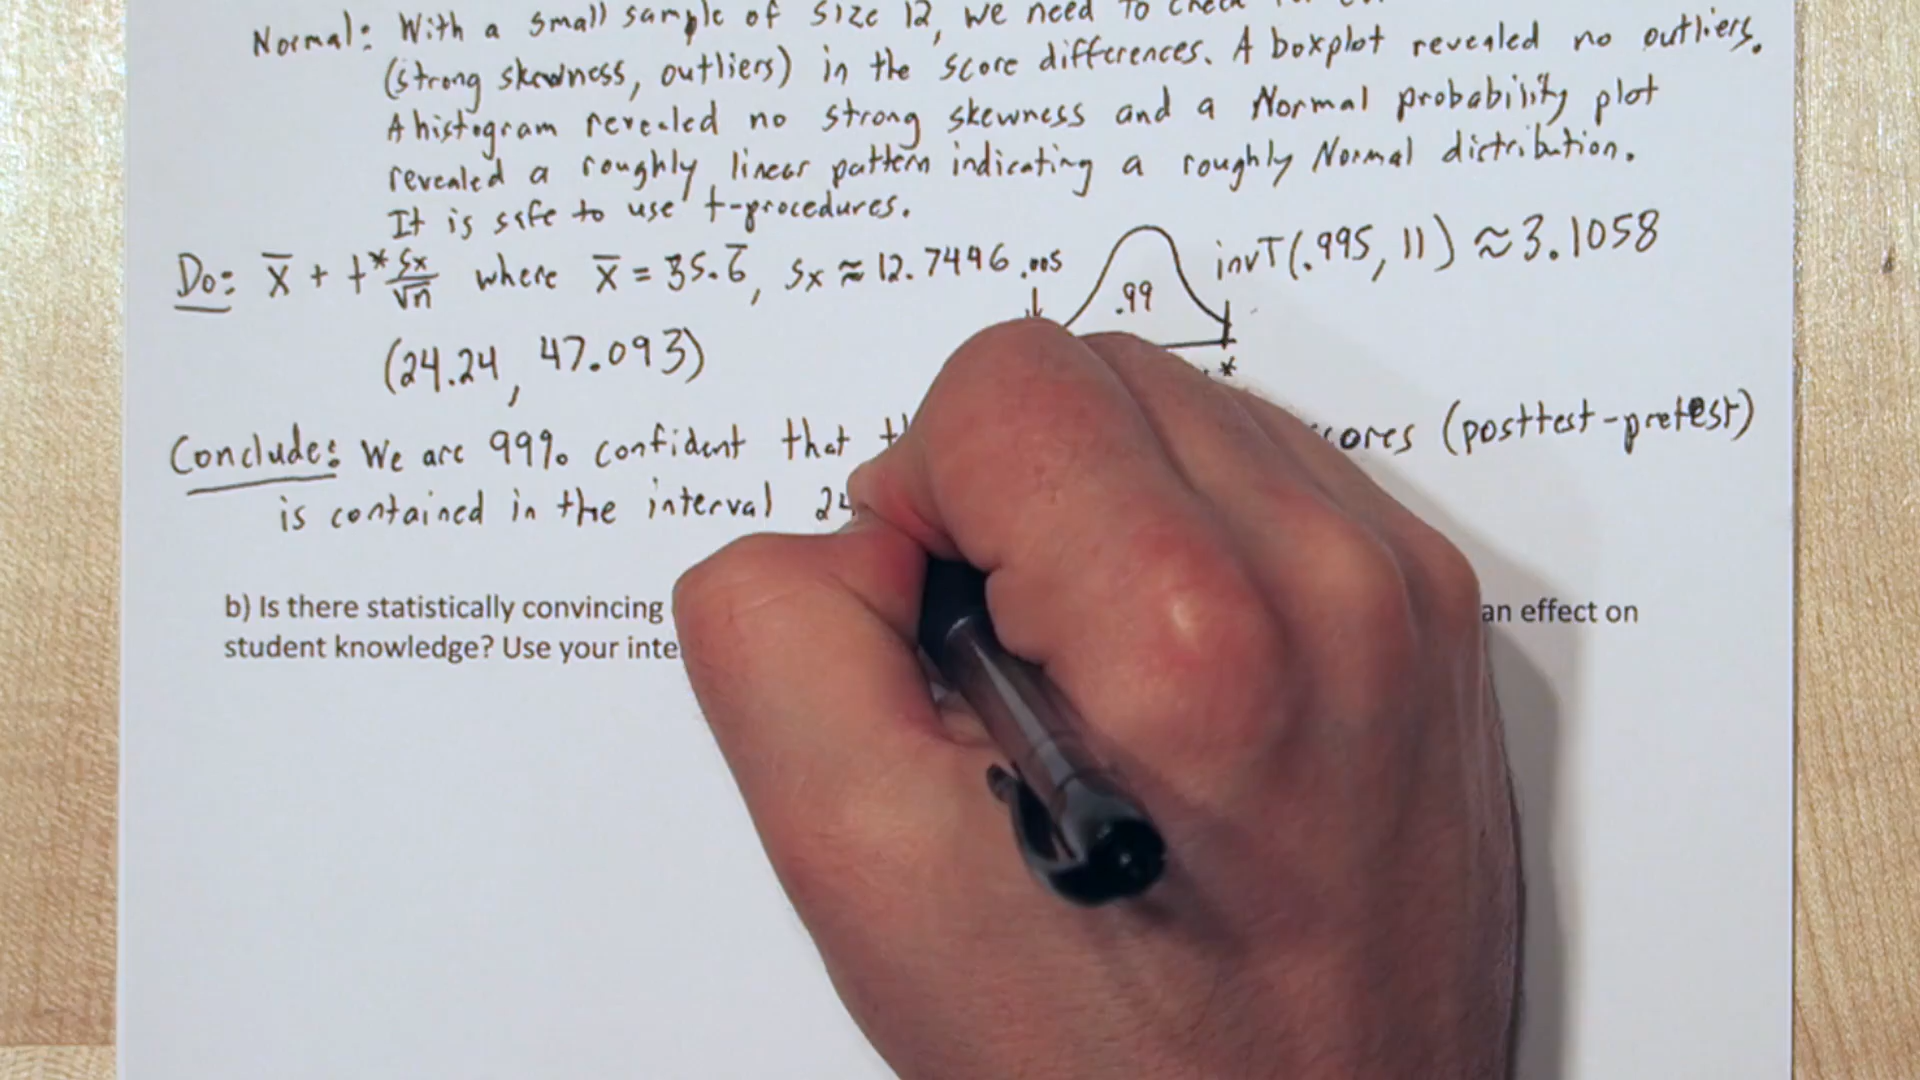 Normal: With a small sample of size 12, we need to check
(strong skewness, outliers) in the score differences. A boxplot revealed no outliers.
A histogram revealed no strong skewness and a Normal probability plot
revealed a roughly linear pattern indicating a roughly Normal distribution.
It is safe to use t-procedures.
Do: x̄ + t* sx/√n where x̄ = 35.6̅, sx ≈ 12.7496 .005 .99 invT(.995, 11) ≈ 3.1058
(24.24, 47.093) *
Conclude: We are 99% confident that (posttest-pretest)
is contained in the interval 24
b) Is there statistically convincing an effect on
student knowledge? Use your